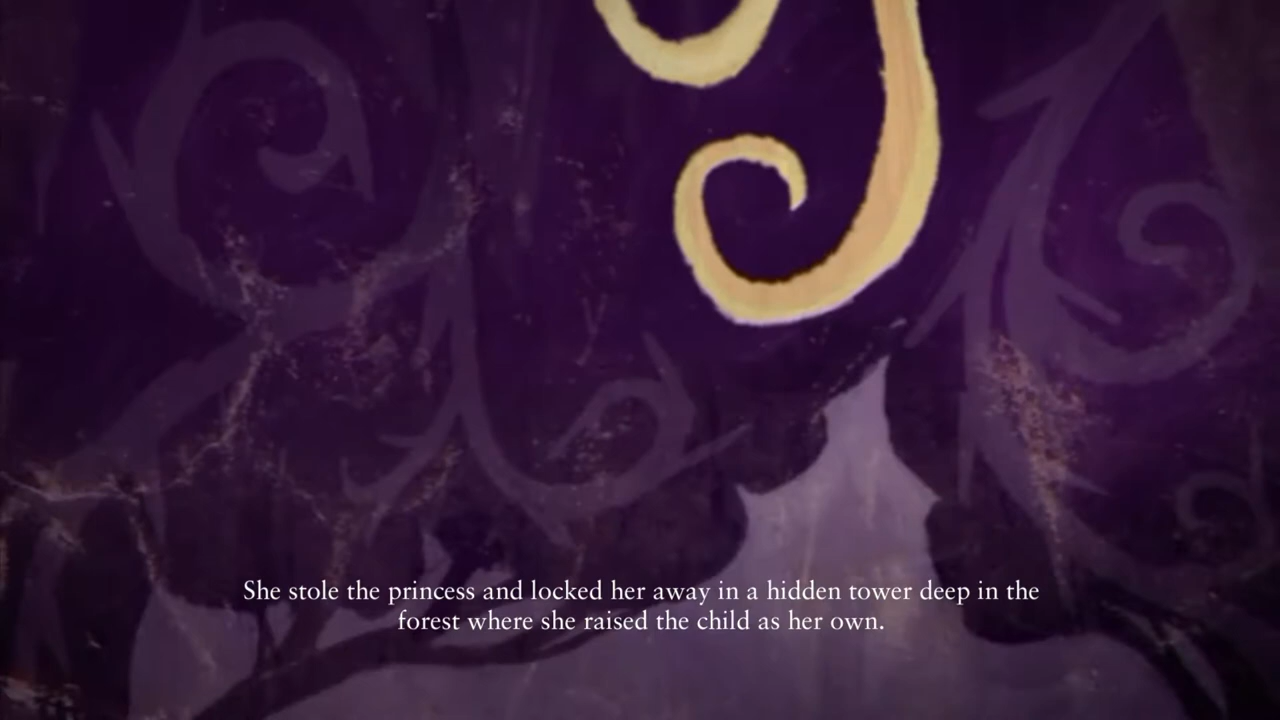 She stole the princess and locked her away in a hidden tower deep in the
forest where she raised the child as her own.